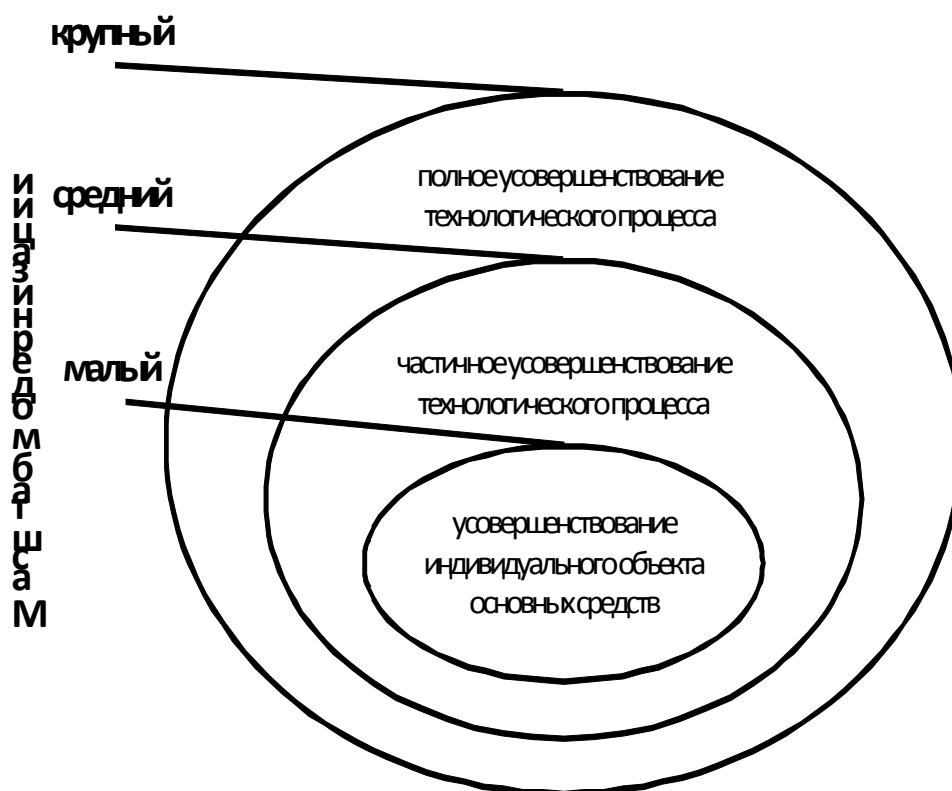 крупный
средний
малый
Масштаб модернизации
полное усовершенствование
технологического процесса
частичное усовершенствование
технологического процесса
усовершенствование
индивидуального объекта
основных средств